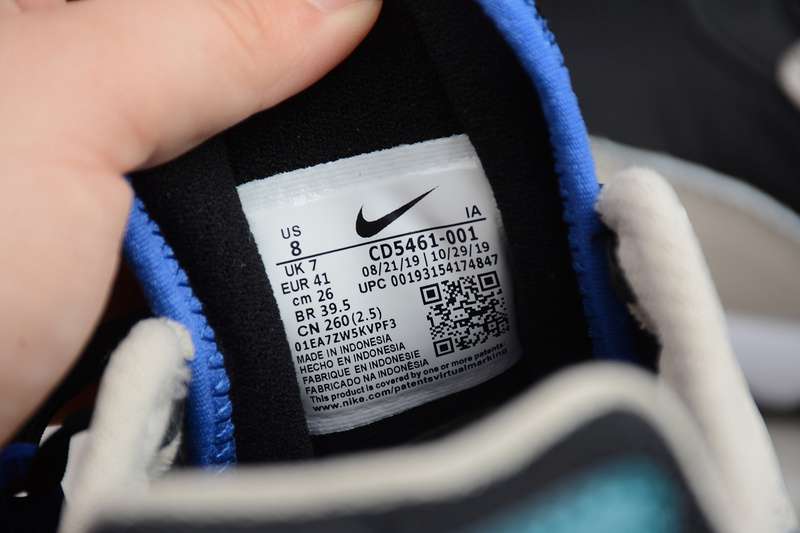 US
8
IA
UK 7
CD5461-001
EUR 41
08/21/19 | 10/29/19
cm 26
UPC 00193154174847
BR 39.5
CN 260(2.5)
01EA7ZW5KVPF3
MADE IN INDONESIA
HECHO EN INDONESIA
FABRIQUE EN INDONESIE
FABRICADO NA INDONÉSIA
This product is covered by one or more patents.
www.nike.com/patentsvirtualmarking